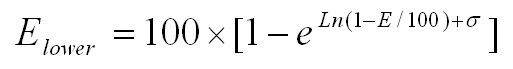 E_lower = 100 × [1 − e^{Ln(1−E/100)+σ}]